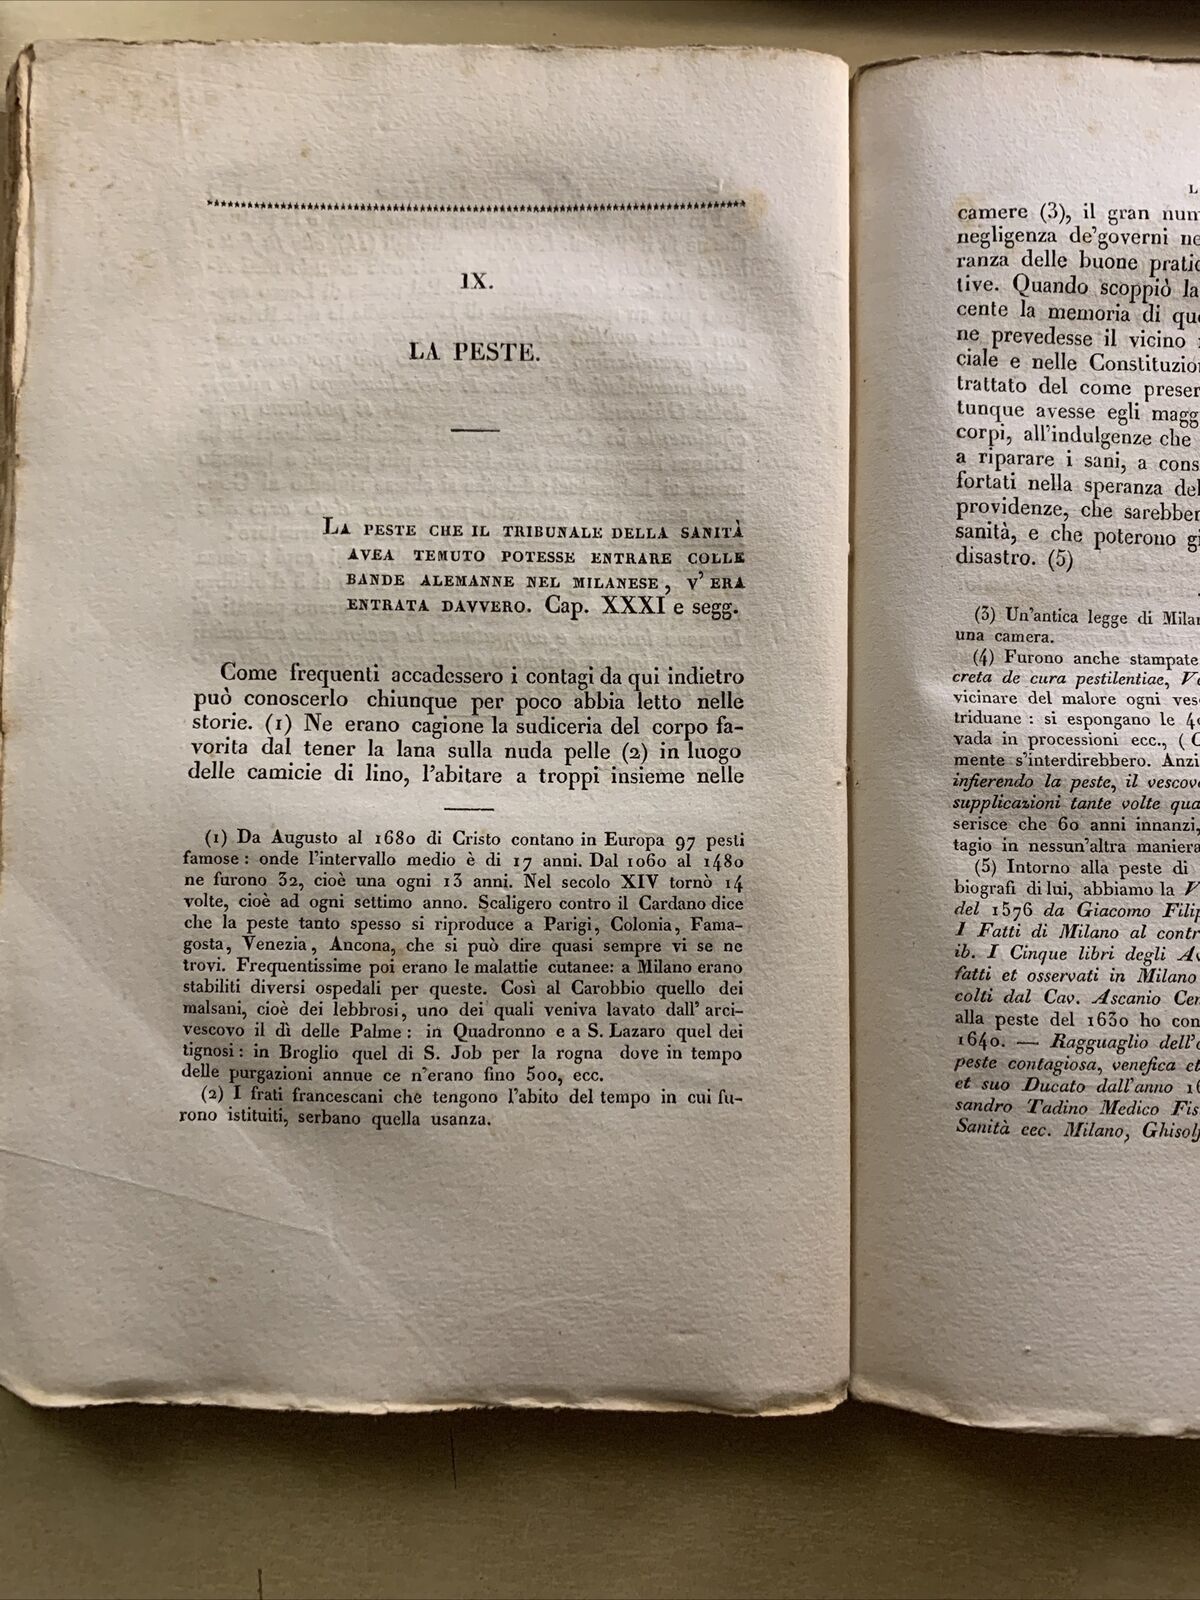 IX.
LA PESTE.
LA PESTE CHE IL TRIBUNALE DELLA SANITÀ
AVEA TEMUTO POTESSE ENTRARE COLLE
BANDE ALEMANNE NEL MILANESE, V' ERA
ENTRATA DAVVERO. Cap. XXXI e segg.
Come frequenti accadessero i contagi da qui indietro
può conoscerlo chiunque per poco abbia letto nelle
storie. (1) Ne erano cagione la sudiceria del corpo fa-
vorita dal tener la lana sulla nuda pelle (2) in luogo
delle camicie di lino, l'abitare a troppi insieme nelle
(1) Da Augusto al 1680 di Cristo contano in Europa 97 pesti
famose : onde l'intervallo medio è di 17 anni. Dal 1060 al 1480
ne furono 32, cioè una ogni 13 anni. Nel secolo XIV tornò 14
volte, cioè ad ogni settimo anno. Scaligero contro il Cardano dice
che la peste tanto spesso si riproduce a Parigi, Colonia, Fama-
gosta, Venezia, Ancona, che si può dire quasi sempre vi se ne
trovi. Frequentissime poi erano le malattie cutanee: a Milano erano
stabiliti diversi ospedali per queste. Così al Carobbio quello dei
malsani, cioè dei lebbrosi, uno dei quali veniva lavato dall' arci-
vescovo il dì delle Palme : in Quadronno e a S. Lazaro quel dei
tignosi : in Broglio quel di S. Job per la rogna dove in tempo
delle purgazioni annue ce n'erano fino 500, ecc.
(2) I frati francescani che tengono l'abito del tempo in cui fu-
rono istituiti, serbano quella usanza.
L
camere (3), il gran num
negligenza de'governi ne
ranza delle buone pratic
tive. Quando scoppiò la
cente la memoria di que
ne prevedesse il vicino
ciale e nelle Constituzio
trattato del come preser
tunque avesse egli magg
corpi, all'indulgenze che
a riparare i sani, a cons
fortati nella speranza del
providenze, che sarebber
sanità, e che poterono gi
disastro. (5)
(3) Un'antica legge di Milan
una camera.
(4) Furono anche stampate
creta de cura pestilentiae, Ve
vicinare del malore ogni ves
triduane : si espongano le 40
vada in processioni ecc., ( C
mente s'interdirebbero. Anzi
infierendo la peste, il vescov
supplicazioni tante volte qua
serisce che 60 anni innanzi,
tagio in nessun'altra maniera
(5) Intorno alla peste di
biografi di lui, abbiamo la V
del 1576 da Giacomo Filip
I Fatti di Milano al contr
ib. I Cinque libri degli Av
fatti et osservati in Milano
colti dal Cav. Ascanio Cen
alla peste del 1630 ho con
1640. — Ragguaglio dell'o
peste contagiosa, venefica et
et suo Ducato dall'anno 16
sandro Tadino Medico Fis
Sanità ecc. Milano, Ghisolf